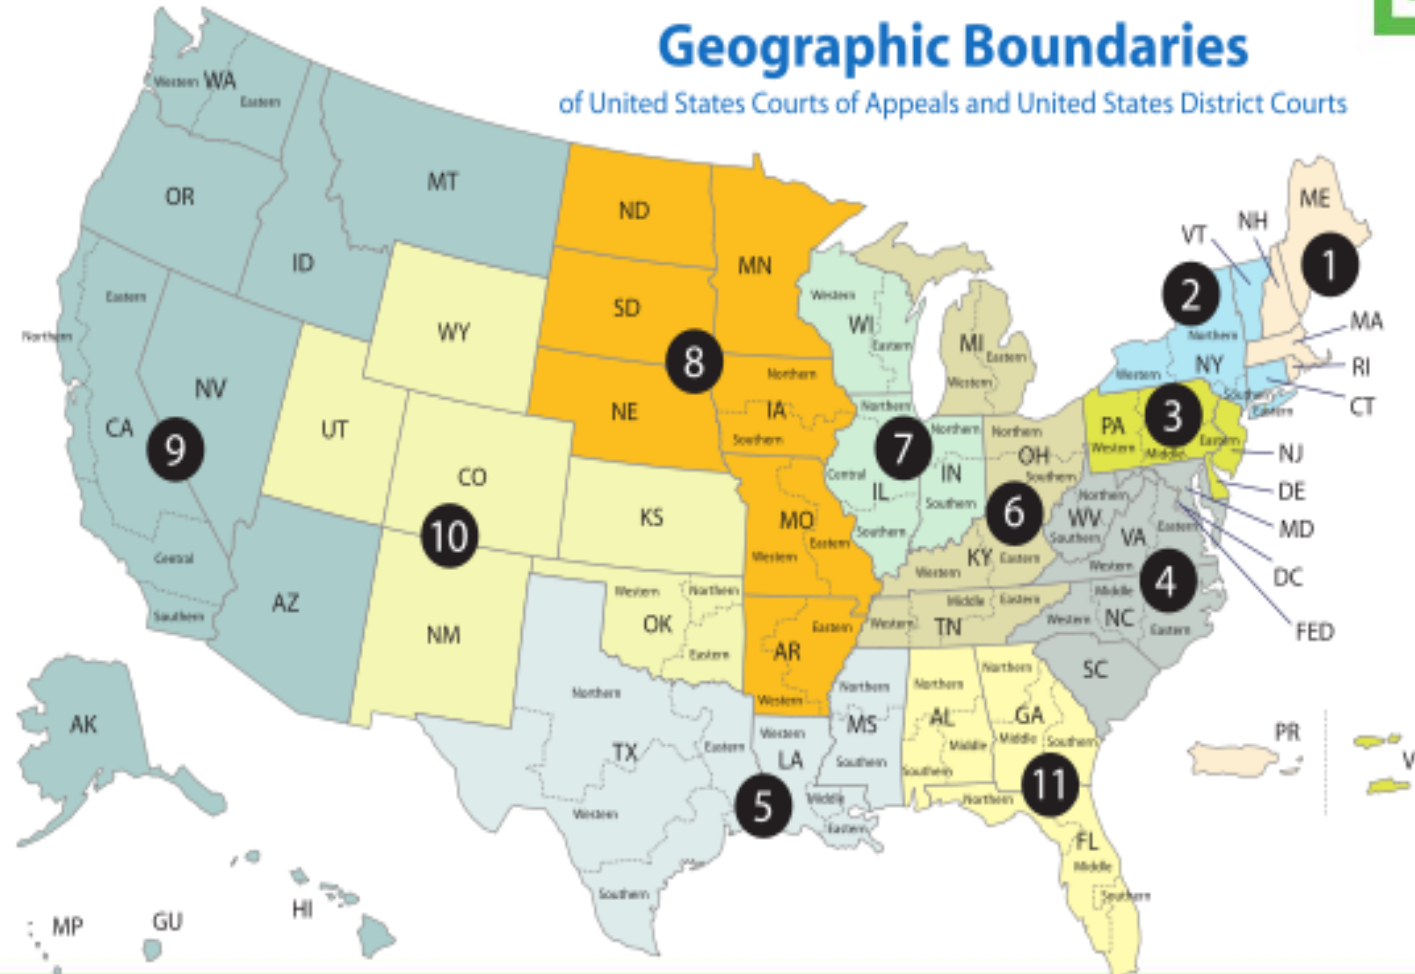 Geographic Boundaries
of United States Courts of Appeals and United States District Courts
Western
WA
Eastern
OR
ID
MT
WY
ND
SD
NE
MN
8
Eastern
Northern
NV
CA
9
Central
Southern
UT
CO
10
AZ
NM
KS
Western
Northern
OK
Eastern
Northern
IA
Southern
MO
Western
Eastern
AR
Eastern
Western
Western
WI
Eastern
Northern
7
Central
IL
Southern
Northern
IN
Southern
MI
Eastern
Western
Northern
OH
Southern
6
KY
Western
Eastern
Western
Middle
Eastern
TN
ME
NH
VT
1
2
MA
RI
CT
Northern
Western
NY
Southern
Eastern
3
PA
Western
Middle
Eastern
NJ
DE
MD
DC
FED
Northern
WV
Southern
VA
Eastern
Western
4
Middle
Western
NC
Eastern
SC
Northern
TX
Eastern
Western
Southern
Western
LA
Middle
Eastern
5
Northern
MS
Southern
Northern
AL
Middle
Southern
Northern
GA
Middle
Southern
11
Northern
FL
Middle
Southern
PR
V
AK
MP
GU
HI